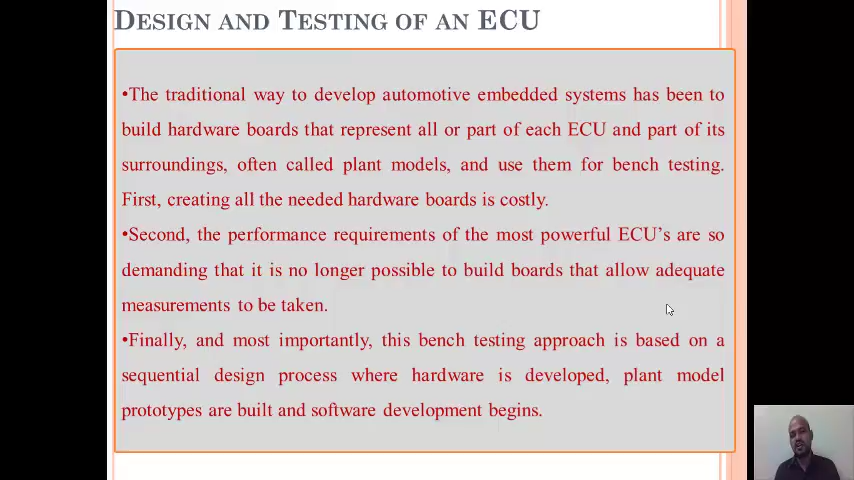 DESIGN AND TESTING OF AN ECU
•The traditional way to develop automotive embedded systems has been to
build hardware boards that represent all or part of each ECU and part of its
surroundings, often called plant models, and use them for bench testing.
First, creating all the needed hardware boards is costly.
•Second, the performance requirements of the most powerful ECU's are so
demanding that it is no longer possible to build boards that allow adequate
measurements to be taken.
•Finally, and most importantly, this bench testing approach is based on a
sequential design process where hardware is developed, plant model
prototypes are built and software development begins.